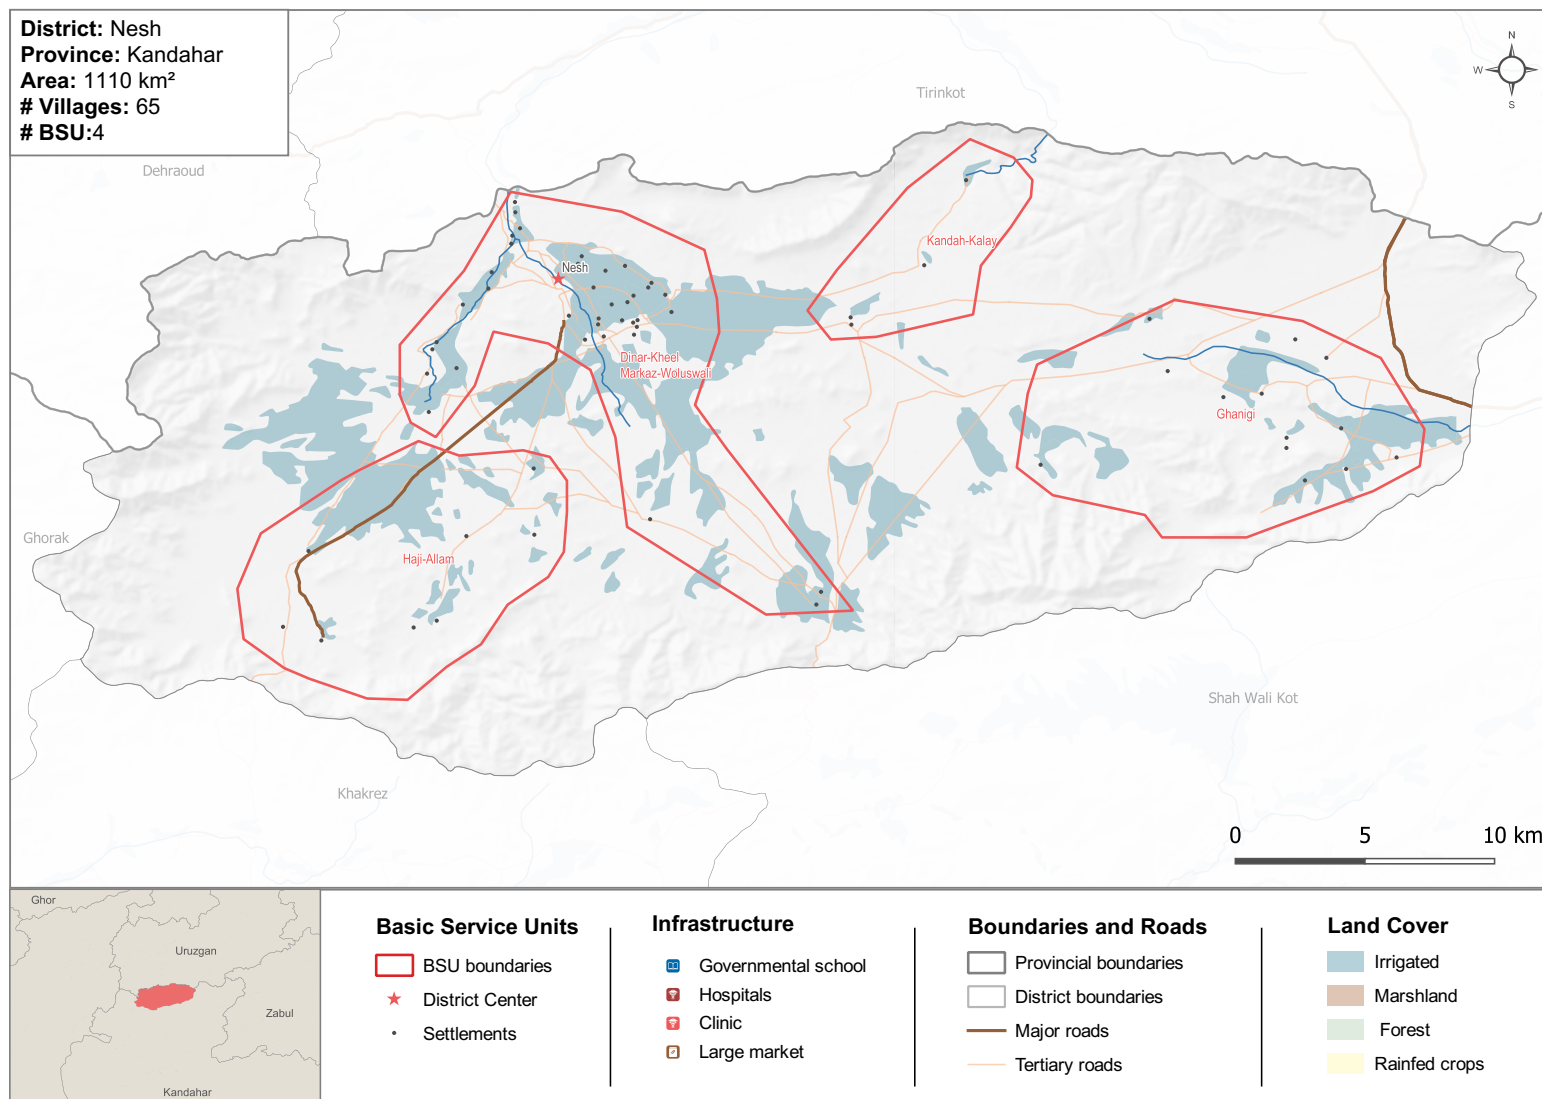 District: Nesh
Province: Kandahar
Area: 1110 km²
# Villages: 65
# BSU:4
N
W
S
Tirinkot
Dehraoud
Kandah-Kalay
Nesh
Dinar-Kheel
Markaz-Woluswali
Ghanigi
Ghorak
Haji-Allam
Shah Wali Kot
Khakrez
0 5 10 km
Ghor
Uruzgan
Zabul
Kandahar
Basic Service Units
BSU boundaries
District Center
Settlements
Infrastructure
Governmental school
Hospitals
Clinic
Large market
Boundaries and Roads
Provincial boundaries
District boundaries
Major roads
Tertiary roads
Land Cover
Irrigated
Marshland
Forest
Rainfed crops